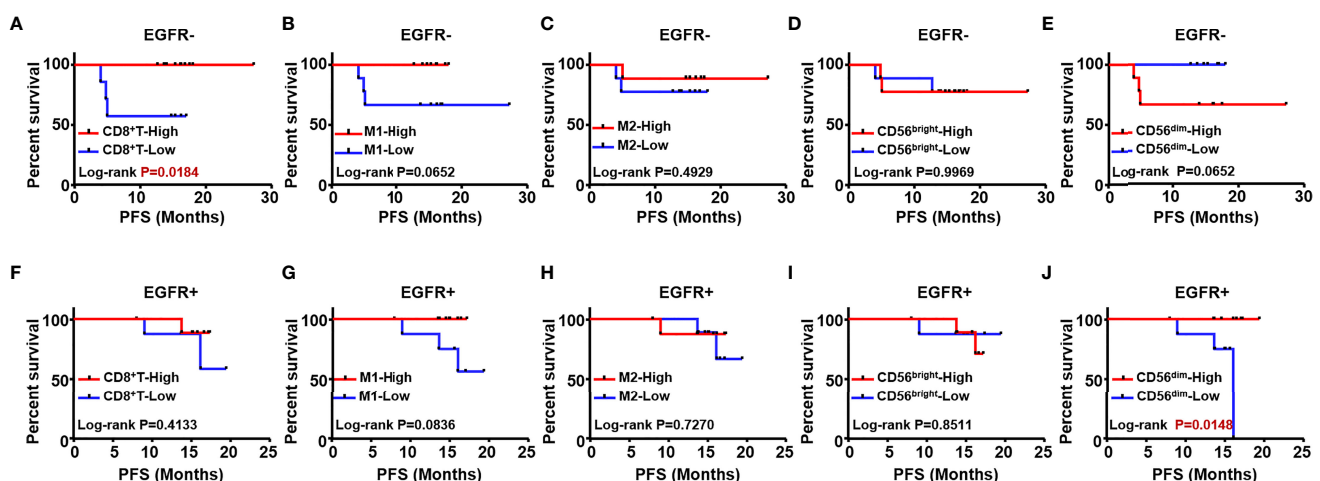 A
EGFR-
Percent survival
100
50
0
CD8⁺T-High
CD8⁺T-Low
Log-rank P=0.0184
0 10 20 30
PFS (Months)
B
EGFR-
Percent survival
100
50
0
M1-High
M1-Low
Log-rank P=0.0652
0 10 20 30
PFS (Months)
C
EGFR-
Percent survival
100
50
0
M2-High
M2-Low
Log-rank P=0.4929
0 10 20 30
PFS (Months)
D
EGFR-
Percent survival
100
50
0
CD56bright-High
CD56bright-Low
Log-rank P=0.9969
0 10 20 30
PFS (Months)
E
EGFR-
Percent survival
100
50
0
CD56dim-High
CD56dim-Low
Log-rank P=0.0652
0 10 20 30
PFS (Months)
F
EGFR+
Percent survival
100
50
0
CD8⁺T-High
CD8⁺T-Low
Log-rank P=0.4133
0 5 10 15 20 25
PFS (Months)
G
EGFR+
Percent survival
100
50
0
M1-High
M1-Low
Log-rank P=0.0836
0 5 10 15 20 25
PFS (Months)
H
EGFR+
Percent survival
100
50
0
M2-High
M2-Low
Log-rank P=0.7270
0 5 10 15 20 25
PFS (Months)
I
EGFR+
Percent survival
100
50
0
CD56bright-High
CD56bright-Low
Log-rank P=0.8511
0 5 10 15 20 25
PFS (Months)
J
EGFR+
Percent survival
100
50
0
CD56dim-High
CD56dim-Low
Log-rank P=0.0148
0 5 10 15 20 25
PFS (Months)